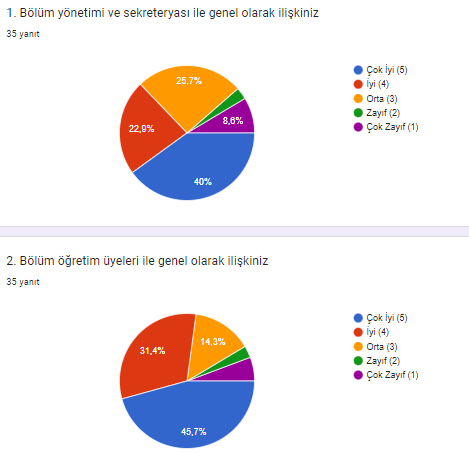 1. Bölüm yönetimi ve sekreteryası ile genel olarak ilişkiniz
35 yanıt
Çok İyi (5)
İyi (4)
Orta (3)
Zayıf (2)
Çok Zayıf (1)
25,7%
8,6%
22,9%
40%
2. Bölüm öğretim üyeleri ile genel olarak ilişkiniz
35 yanıt
Çok İyi (5)
İyi (4)
Orta (3)
Zayıf (2)
Çok Zayıf (1)
14,3%
31,4%
45,7%